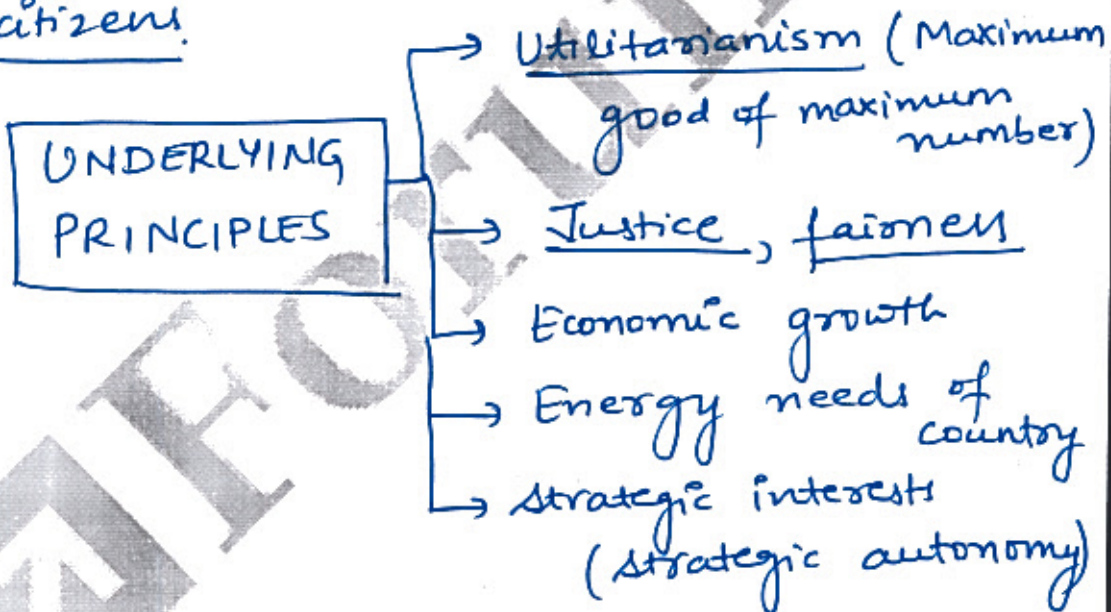 citizens.
Utilitarianism (Maximum
good of maximum
number)
UNDERLYING
PRINCIPLES
Justice, fairness
Economic growth
Energy needs of
country
strategic interests
(strategic autonomy)